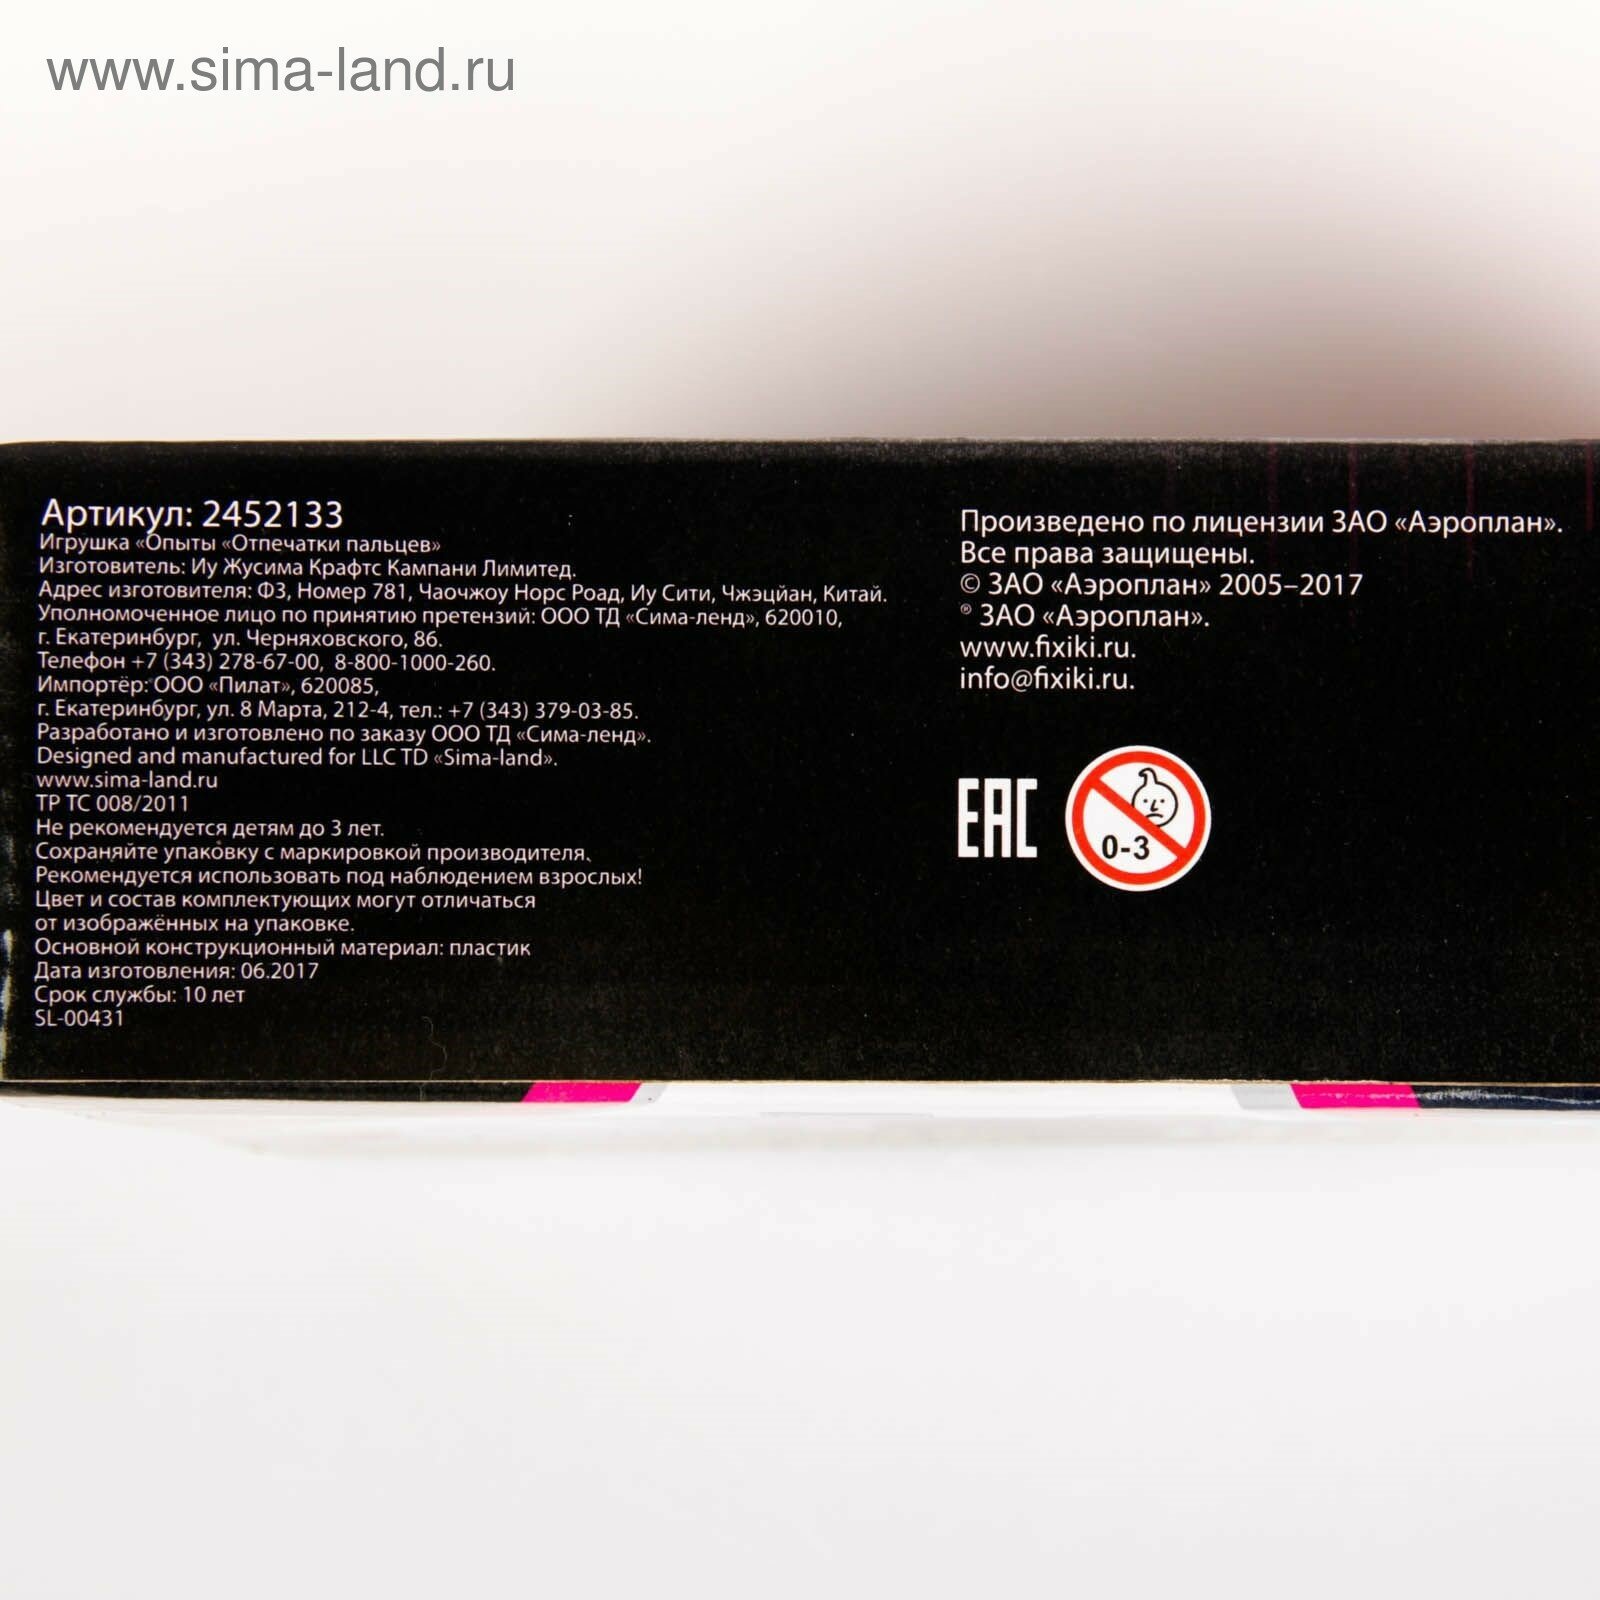 www.sima-land.ru
Артикул: 2452133
Игрушка «Опыты «Отпечатки пальцев»
Изготовитель: Иу Жусима Крафтс Кампани Лимитед.
Адрес изготовителя: Ф3, Номер 781, Чаочжоу Норс Роад, Иу Сити, Чжэцйан, Китай.
Уполномоченное лицо по принятию претензий: ООО ТД «Сима-ленд», 620010,
г. Екатеринбург, ул. Черняховского, 86.
Телефон +7 (343) 278-67-00, 8-800-1000-260.
Импортёр: ООО «Пилат», 620085,
г. Екатеринбург, ул. 8 Марта, 212-4, тел.: +7 (343) 379-03-85.
Разработано и изготовлено по заказу ООО ТД «Сима-ленд».
Designed and manufactured for LLC TD «Sima-land».
www.sima-land.ru
ТР ТС 008/2011
Не рекомендуется детям до 3 лет.
Сохраняйте упаковку с маркировкой производителя.
Рекомендуется использовать под наблюдением взрослых!
Цвет и состав комплектующих могут отличаться
от изображённых на упаковке.
Основной конструкционный материал: пластик
Дата изготовления: 06.2017
Срок службы: 10 лет
SL-00431
Произведено по лицензии ЗАО «Аэроплан».
Все права защищены.
© ЗАО «Аэроплан» 2005–2017
® ЗАО «Аэроплан».
www.fixiki.ru.
info@fixiki.ru.
EAC
0-3